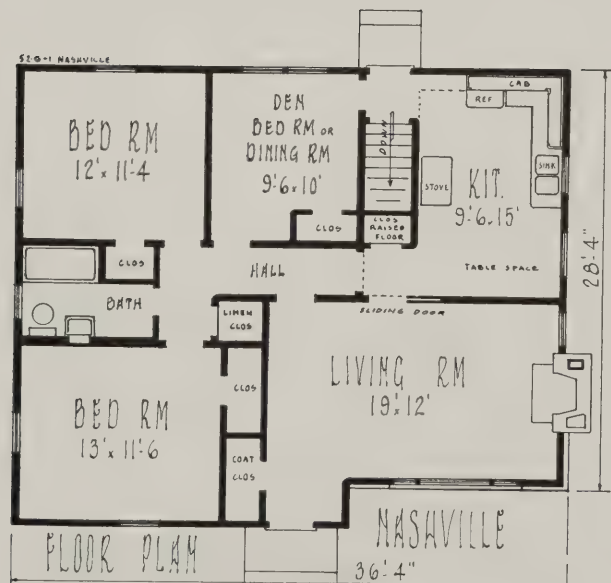 52-B-1 NASHVILLE
BED RM
12' x 11'-4
DEN
BED RM OR
DINING RM
9'-6 x 10'
DOWN
CAB
REF
SINK
STOVE
KIT.
9'-6 x 15'
CLOS
CLOS
RAISED
FLOOR
CLOS
HALL
TABLE SPACE
BATH
LINEN
CLOS
SLIDING DOOR
28'-4"
LIVING RM
19' x 12'
CLOS
BED RM
13' x 11'-6
COAT
CLOS
FLOOR PLAN
NASHVILLE
36'-4"